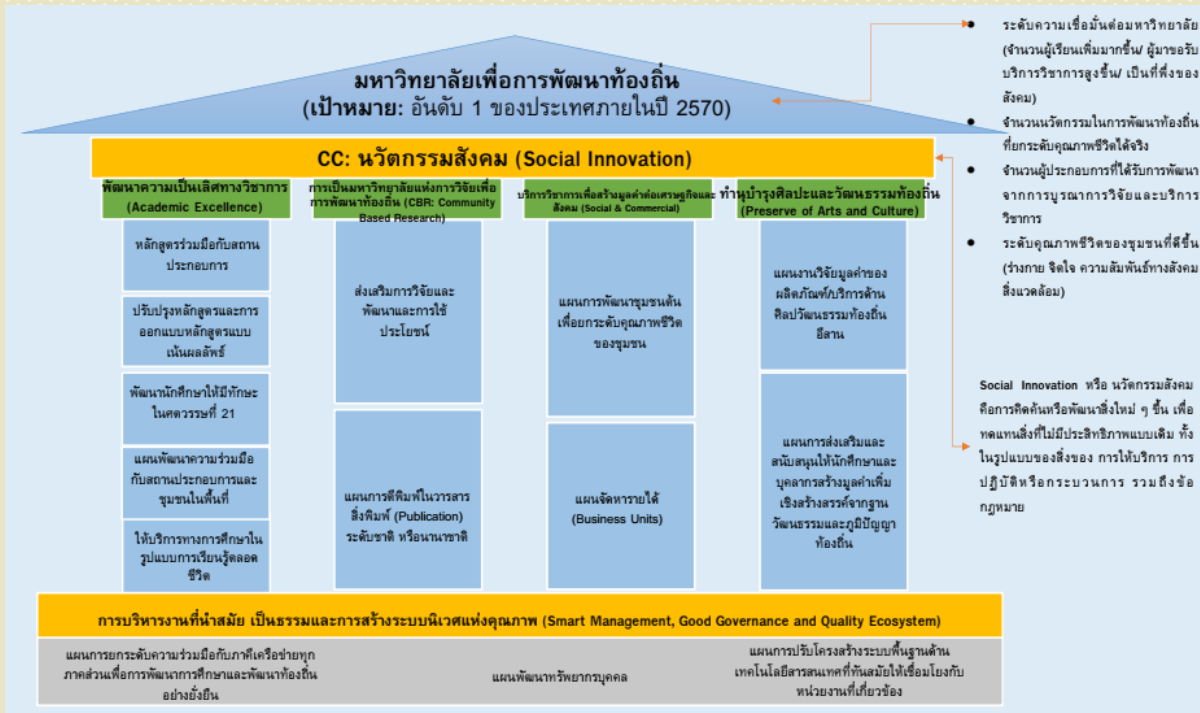 มหาวิทยาลัยเพื่อการพัฒนาท้องถิ่น
(เป้าหมาย: อันดับ 1 ของประเทศภายในปี 2570)
CC: นวัตกรรมสังคม (Social Innovation)
พัฒนาความเป็นเลิศทางวิชาการ
(Academic Excellence)
หลักสูตรร่วมมือกับสถาน
ประกอบการ
ปรับปรุงหลักสูตรและการ
ออกแบบหลักสูตรแบบ
เน้นผลลัพธ์
พัฒนานักศึกษาให้มีทักษะ
ในศตวรรษที่ 21
แผนพัฒนาความร่วมมือ
กับสถานประกอบการและ
ชุมชนในพื้นที่
ให้บริการทางการศึกษาใน
รูปแบบการเรียนรู้ตลอด
ชีวิต
การเป็นมหาวิทยาลัยแห่งการวิจัยเพื่อ
การพัฒนาท้องถิ่น (CBR: Community
Based Research)
ส่งเสริมการวิจัยและ
พัฒนาและการใช้
ประโยชน์
แผนการตีพิมพ์ในวารสาร
สิ่งพิมพ์ (Publication)
ระดับชาติ หรือนานาชาติ
บริการวิชาการเพื่อสร้างมูลค่าต่อเศรษฐกิจและ
สังคม (Social & Commercial)
แผนการพัฒนาชุมชนต้น
เพื่อยกระดับคุณภาพชีวิต
ของชุมชน
แผนจัดหารายได้
(Business Units)
ทำนุบำรุงศิลปะและวัฒนธรรมท้องถิ่น
(Preserve of Arts and Culture)
แผนงานวิจัยมูลค่าของ
ผลิตภัณฑ์/บริการด้าน
ศิลปวัฒนธรรมท้องถิ่น
อีสาน
แผนการส่งเสริมและ
สนับสนุนให้นักศึกษาและ
บุคลากรสร้างมูลค่าเพิ่ม
เชิงสร้างสรรค์จากฐาน
วัฒนธรรมและภูมิปัญญา
ท้องถิ่น
การบริหารงานที่นำสมัย เป็นธรรมและการสร้างระบบนิเวศแห่งคุณภาพ (Smart Management, Good Governance and Quality Ecosystem)
แผนการยกระดับความร่วมมือกับภาคีเครือข่ายทุก
ภาคส่วนเพื่อการพัฒนาการศึกษาและพัฒนาท้องถิ่น
อย่างยั่งยืน
แผนพัฒนาทรัพยากรบุคคล
แผนการปรับโครงสร้างระบบพื้นฐานด้าน
เทคโนโลยีสารสนเทศที่ทันสมัยให้เชื่อมโยงกับ
หน่วยงานที่เกี่ยวข้อง
• ระดับความเชื่อมั่นต่อมหาวิทยาลัย
(จำนวนผู้เรียนเพิ่มมากขึ้น/ ผู้มาขอรับ
บริการวิชาการสูงขึ้น/ เป็นที่พึ่งของ
สังคม)
• จำนวนนวัตกรรมในการพัฒนาท้องถิ่น
ที่ยกระดับคุณภาพชีวิตได้จริง
• จำนวนผู้ประกอบการที่ได้รับการพัฒนา
จากการบูรณาการวิจัยและบริการ
วิชาการ
• ระดับคุณภาพชีวิตของชุมชนที่ดีขึ้น
(ร่างกาย จิตใจ ความสัมพันธ์ทางสังคม
สิ่งแวดล้อม)
Social Innovation หรือ นวัตกรรมสังคม
คือการคิดค้นหรือพัฒนาสิ่งใหม่ ๆ ขึ้น เพื่อ
ทดแทนสิ่งที่ไม่มีประสิทธิภาพแบบเดิม ทั้ง
ในรูปแบบของสิ่งของ การให้บริการ การ
ปฏิบัติหรือกระบวนการ รวมถึงข้อ
กฎหมาย